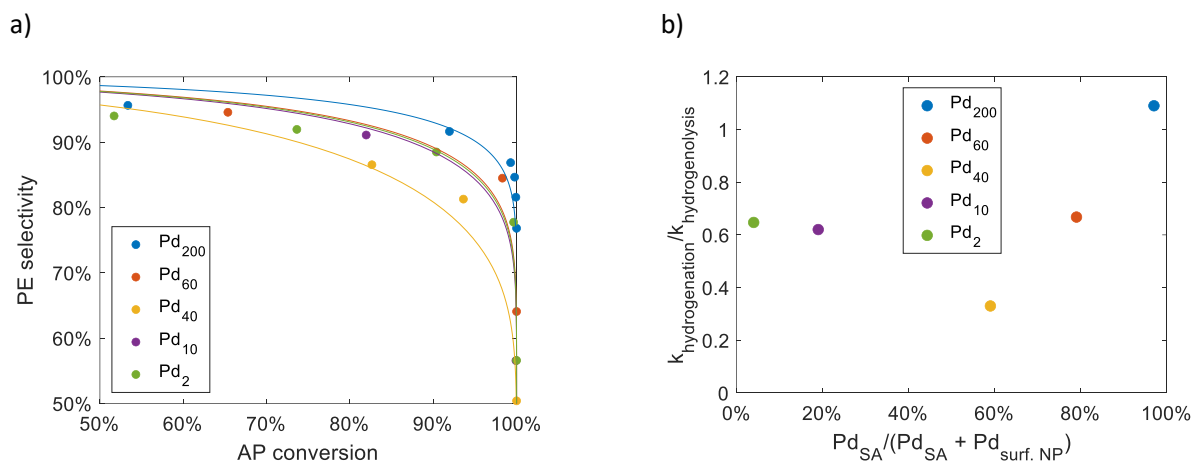 a)
100%
90%
80%
70%
60%
50%
PE selectivity
Pd200
Pd60
Pd40
Pd10
Pd2
50% 60% 70% 80% 90% 100%
AP conversion
b)
1.2
1
0.8
0.6
0.4
0.2
0
khydrogenation/khydrogenolysis
Pd200
Pd60
Pd40
Pd10
Pd2
0% 20% 40% 60% 80% 100%
PdSA/(PdSA + Pdsurf. NP)